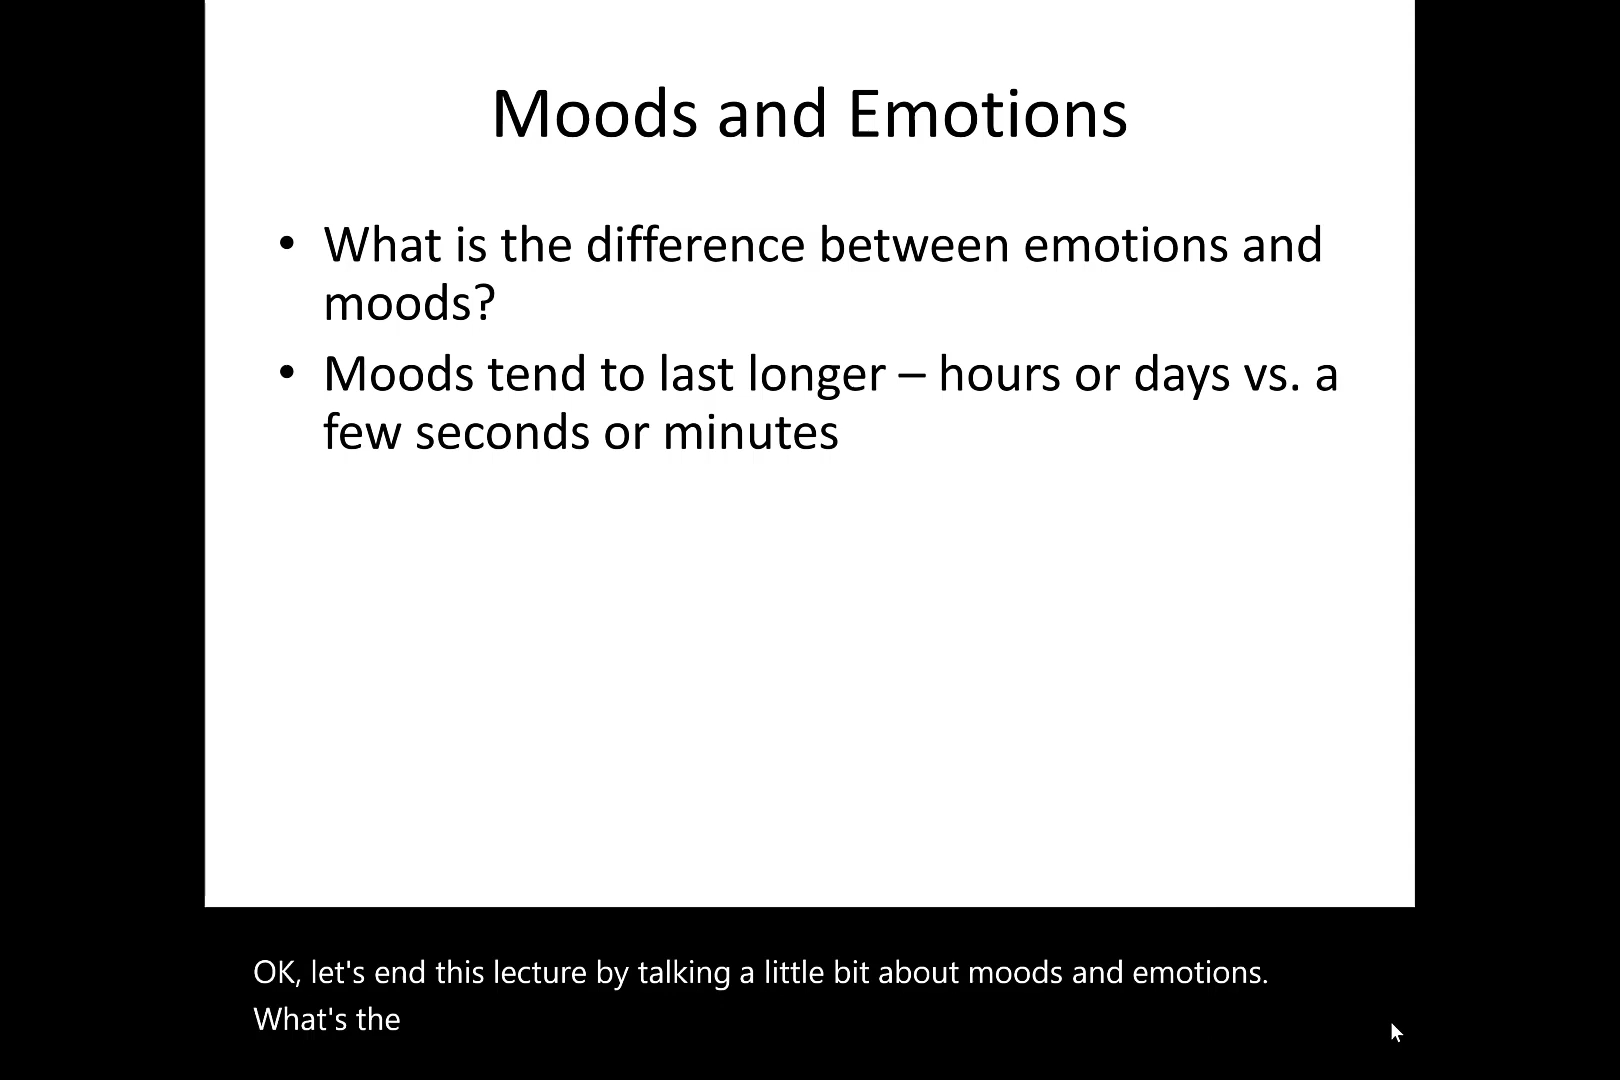 Moods and Emotions
• What is the difference between emotions and
moods?
• Moods tend to last longer – hours or days vs. a
few seconds or minutes
OK, let's end this lecture by talking a little bit about moods and emotions.
What's the